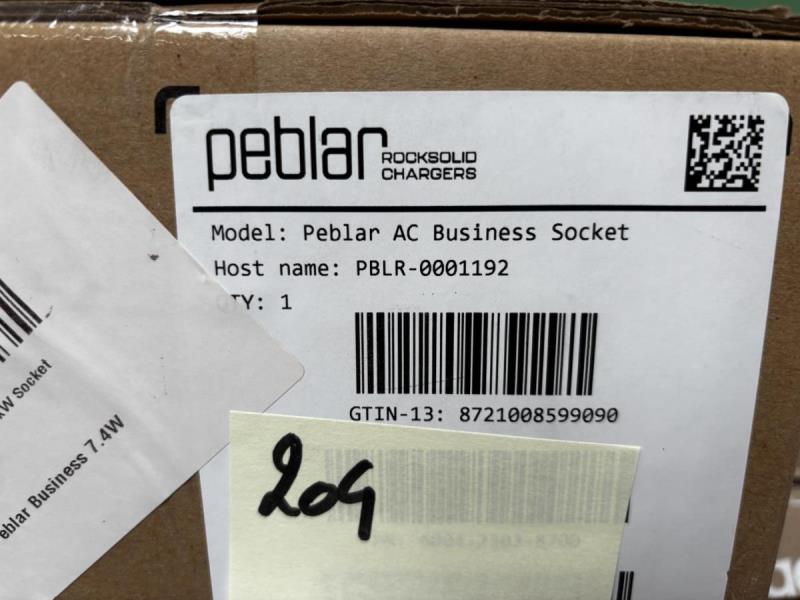 peblar
ROCKSOLID
CHARGERS
Model: Peblar AC Business Socket
Host name: PBLR-0001192
QTY: 1
GTIN-13: 8721008599090
209
Socket
eblar Business 7.4W